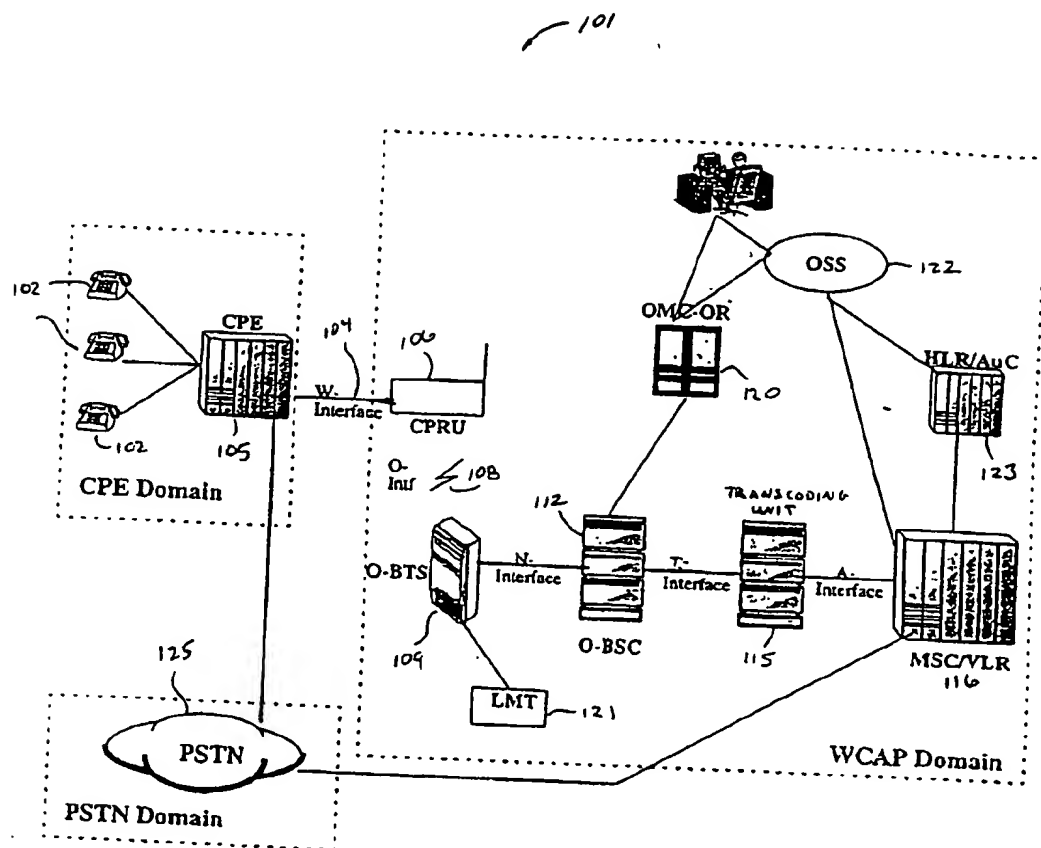 101
102
102
CPE
105
CPE Domain
W-
Interface
104
106
CPRU
O-
Intf
108
OSS
122
OMC-OR
120
HLR/AuC
123
112
TRANSCODING
UNIT
O-BTS
109
N-
Interface
O-BSC
T-
Interface
115
A-
Interface
MSC/VLR
116
LMT
121
WCAP Domain
125
PSTN
PSTN Domain